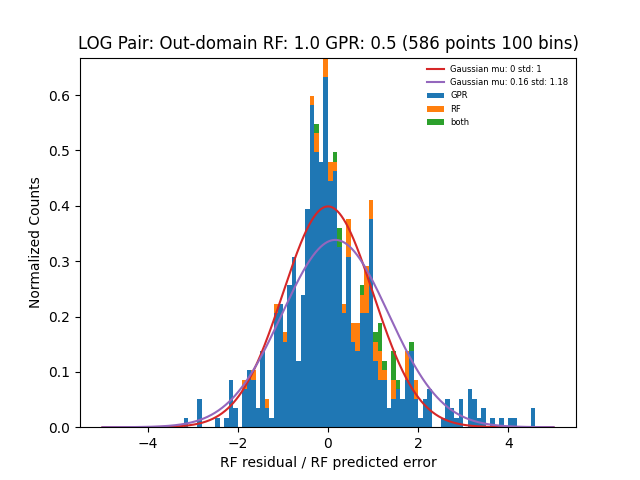 LOG Pair: Out-domain RF: 1.0 GPR: 0.5 (586 points 100 bins)
Gaussian mu: 0 std: 1
Gaussian mu: 0.16 std: 1.18
GPR
RF
both
Normalized Counts
0.6
0.5
0.4
0.3
0.2
0.1
0.0
−4 −2 0 2 4
RF residual / RF predicted error